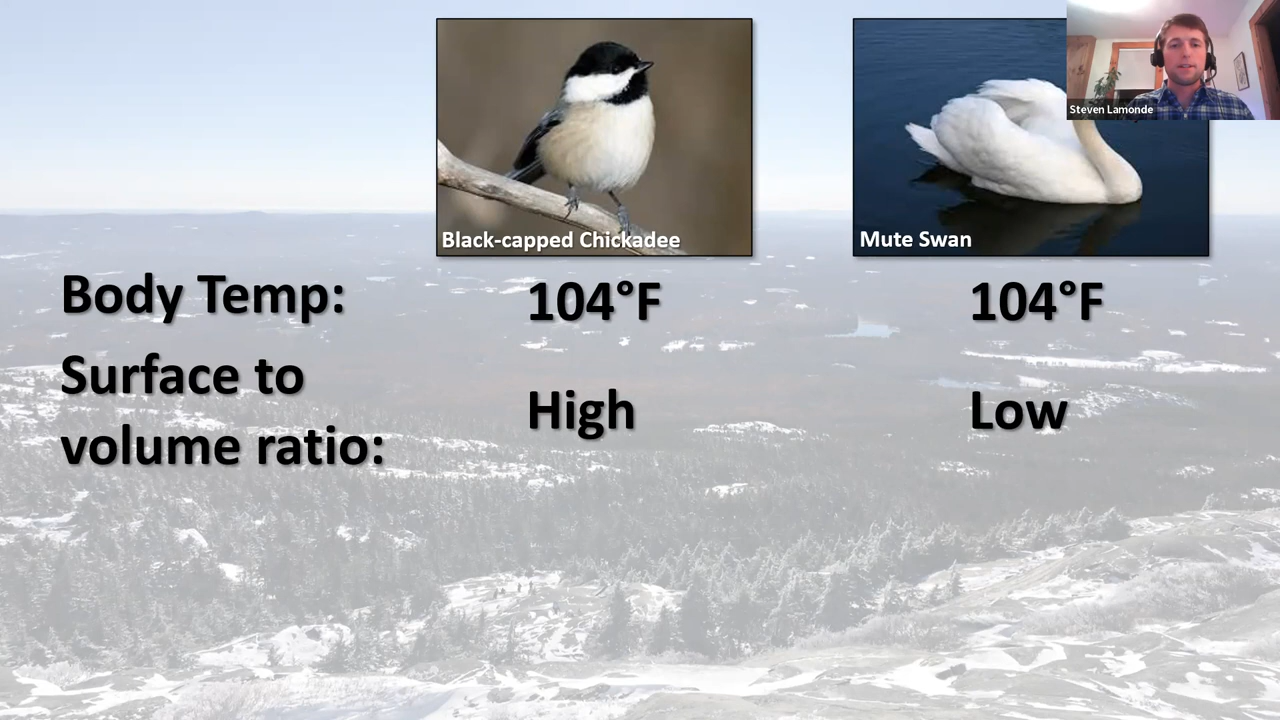 Steven Lamonde
Black-capped Chickadee
Mute Swan
Body Temp:
104°F
104°F
Surface to
volume ratio:
High
Low